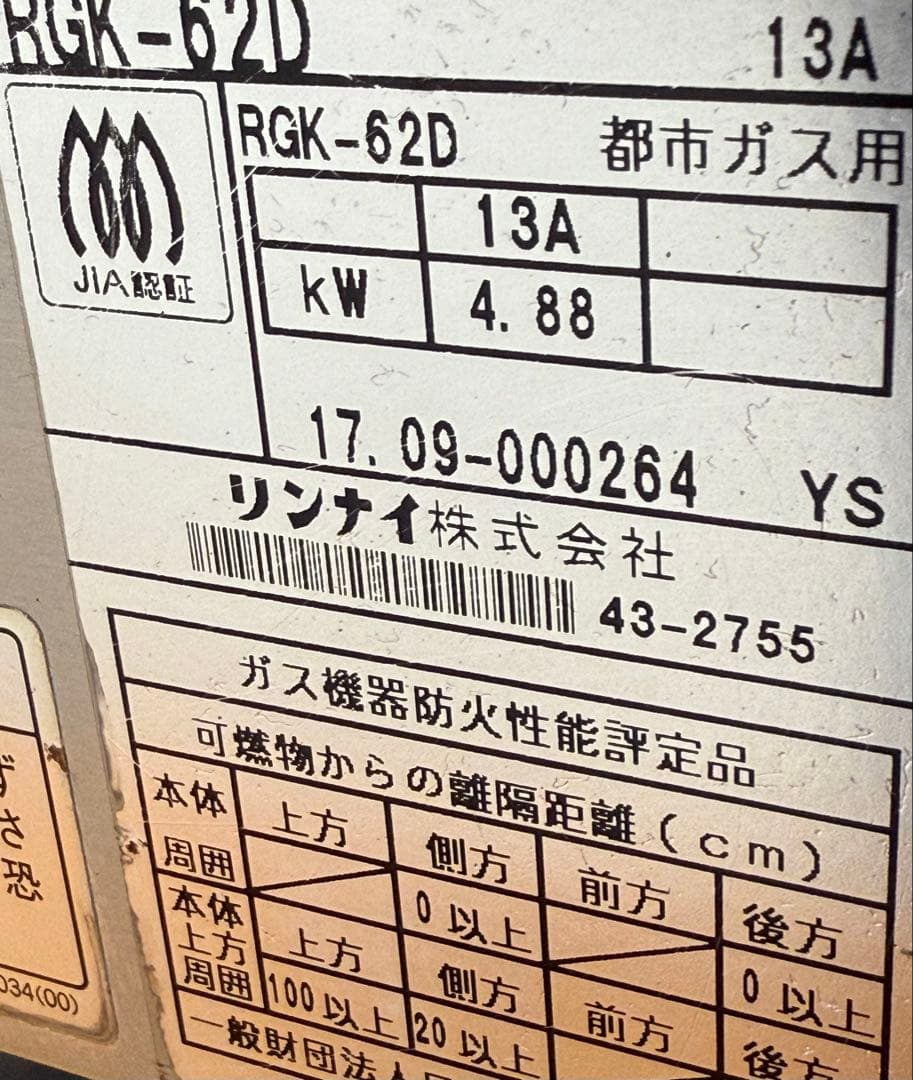 RGK-62D 13A
JIA認証
RGK-62D 都市ガス用
13A
kW 4.88
17.09-000264 YS
リンナイ株式会社
43-2755
ガス機器防火性能評定品
可燃物からの離隔距離(cm)
本体周囲 上方 側方 前方 後方
0以上 0以上
本体上方周囲 上方 側方 前方 後方
100以上 20以上
一般財団法人
ず
さ
恐
034(00)